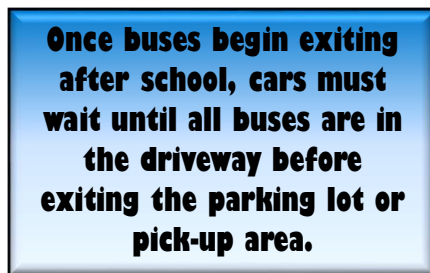 Once buses begin exiting
after school, cars must
wait until all buses are in
the driveway before
exiting the parking lot or
pick-up area.